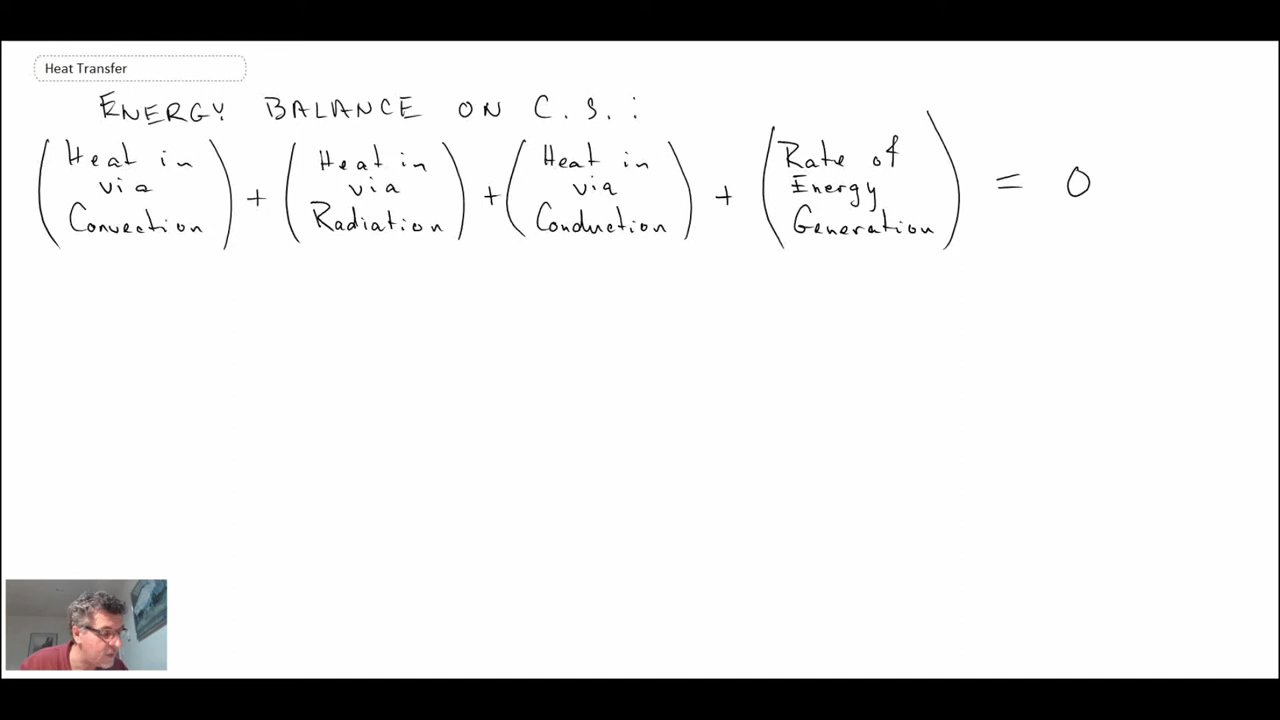 Heat Transfer
ENERGY BALANCE ON C.S.:
(Heat in via Convection) + (Heat in via Radiation) + (Heat in via Conduction) + (Rate of Energy Generation) = 0